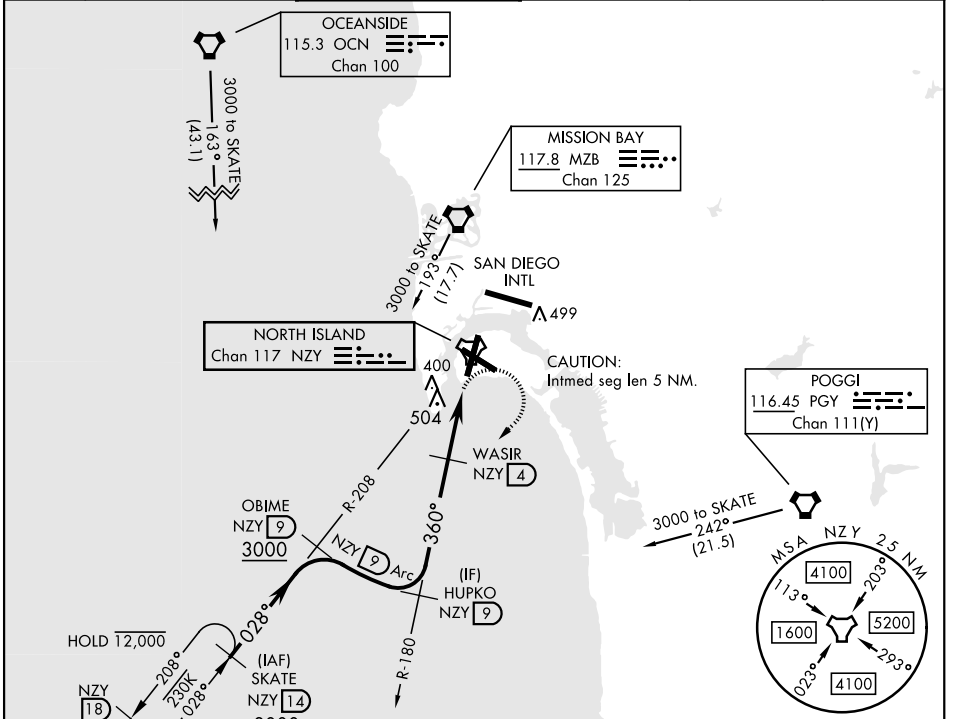 OCEANSIDE
115.3 OCN
Chan 100
3000 to SKATE
163°
(43.1)
MISSION BAY
117.8 MZB
Chan 125
3000 to SKATE
193°
(17.7)
SAN DIEGO
INTL
499
NORTH ISLAND
Chan 117 NZY
400
504
CAUTION:
Intmed seg len 5 NM.
POGGI
116.45 PGY
Chan 111(Y)
WASIR
NZY 4
R-208
360°
3000 to SKATE
242°
(21.5)
OBIME
NZY 9
3000
NZY 9 Arc
(IF)
HUPKO
NZY 9
MSA NZY 25 NM
4100
113°
203°
1600
5200
023°
293°
4100
028°
HOLD 12,000
208°
230K
028°
(IAF)
SKATE
NZY 14
R-180
NZY
18